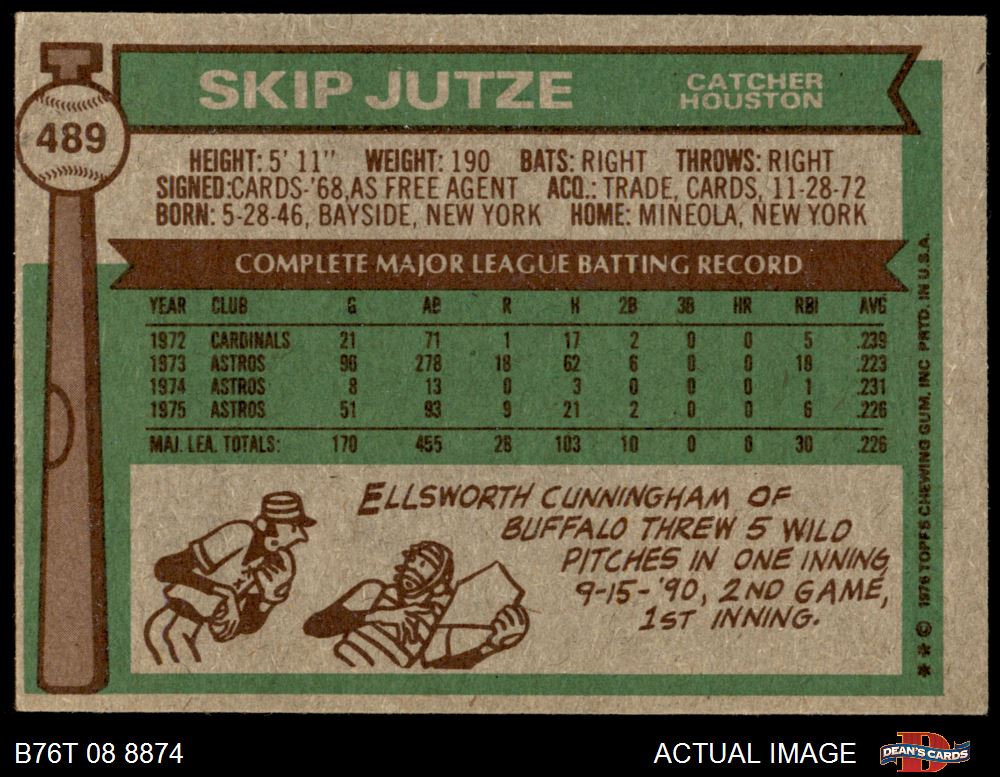 SKIP JUTZE
CATCHER
HOUSTON
489
HEIGHT: 5' 11" WEIGHT: 190 BATS: RIGHT THROWS: RIGHT
SIGNED:CARDS-'68,AS FREE AGENT ACQ.: TRADE, CARDS, 11-28-72
BORN: 5-28-46, BAYSIDE, NEW YORK HOME: MINEOLA, NEW YORK
COMPLETE MAJOR LEAGUE BATTING RECORD
YEAR CLUB G AB R H 2B 3B HR RBI AVG
1972 CARDINALS 21 71 1 17 2 0 0 5 .239
1973 ASTROS 90 278 18 62 6 0 0 18 .223
1974 ASTROS 8 13 0 3 0 0 0 1 .231
1975 ASTROS 51 93 9 21 2 0 0 6 .226
MAJ. LEA. TOTALS: 170 455 28 103 10 0 0 30 .226
ELLSWORTH CUNNINGHAM OF
BUFFALO THREW 5 WILD
PITCHES IN ONE INNING
9-15-'90, 2ND GAME,
1ST INNING.
** © 1976 TOPPS CHEWING GUM, INC. PRTD. IN U.S.A.
B76T 08 8874
ACTUAL IMAGE
DEAN'S CARDS